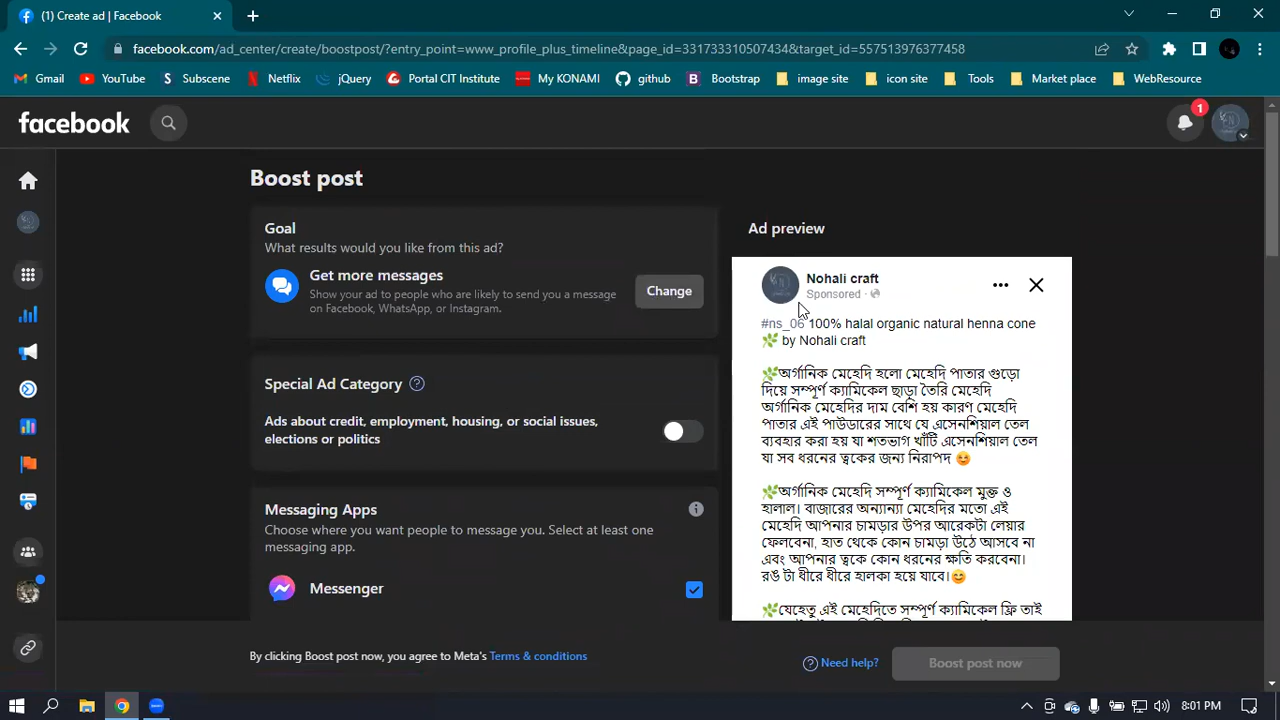 (1) Create ad | Facebook
facebook.com/ad_center/create/boostpost/?entry_point=www_profile_plus_timeline&page_id=331733310507434&target_id=557513976377458
Gmail YouTube Subscene Netflix jQuery Portal CIT Institute My KONAMI github Bootstrap image site icon site Tools Market place WebResource
facebook
1
Boost post
Goal
What results would you like from this ad?
Get more messages
Show your ad to people who are likely to send you a message
on Facebook, WhatsApp, or Instagram.
Change
Special Ad Category
Ads about credit, employment, housing, or social issues,
elections or politics
Messaging Apps
Choose where you want people to message you. Select at least one
messaging app.
Messenger
Ad preview
Nohali craft
Sponsored ·
#ns_06 100% halal organic natural henna cone
🌿 by Nohali craft
🌿অর্গানিক মেহেদি হলো মেহেদি পাতার গুড়ো
দিয়ে সম্পূর্ণ ক্যামিকেল ছাড়া তৈরি মেহেদি
অর্গানিক মেহেদির দাম বেশি হয় কারণ মেহেদি
পাতার এই পাউডারের সাথে যে এসেনশিয়াল তেল
ব্যবহার করা হয় যা শতভাগ খাঁটি এসেনশিয়াল তেল
যা সব ধরনের ত্বকের জন্য নিরাপদ 😊
🌿অর্গানিক মেহেদি সম্পূর্ণ ক্যামিকেল মুক্ত ও
হালাল। বাজারের অন্যান্যা মেহেদির মতো এই
মেহেদি আপনার চামড়ার উপর আরেকটা লেয়ার
ফেলবেনা, হাত থেকে কোন চামড়া উঠে আসবে না
এবং আপনার ত্বকে কোন ধরনের ক্ষতি করবেনা।
রঙ টা ধীরে ধীরে হালকা হয়ে যাবে।😊
🌿যেহেতু এই মেহেদিতে সম্পূর্ণ ক্যামিকেল ফ্রি তাই
By clicking Boost post now, you agree to Meta's Terms & conditions
Need help?
Boost post now
8:01 PM